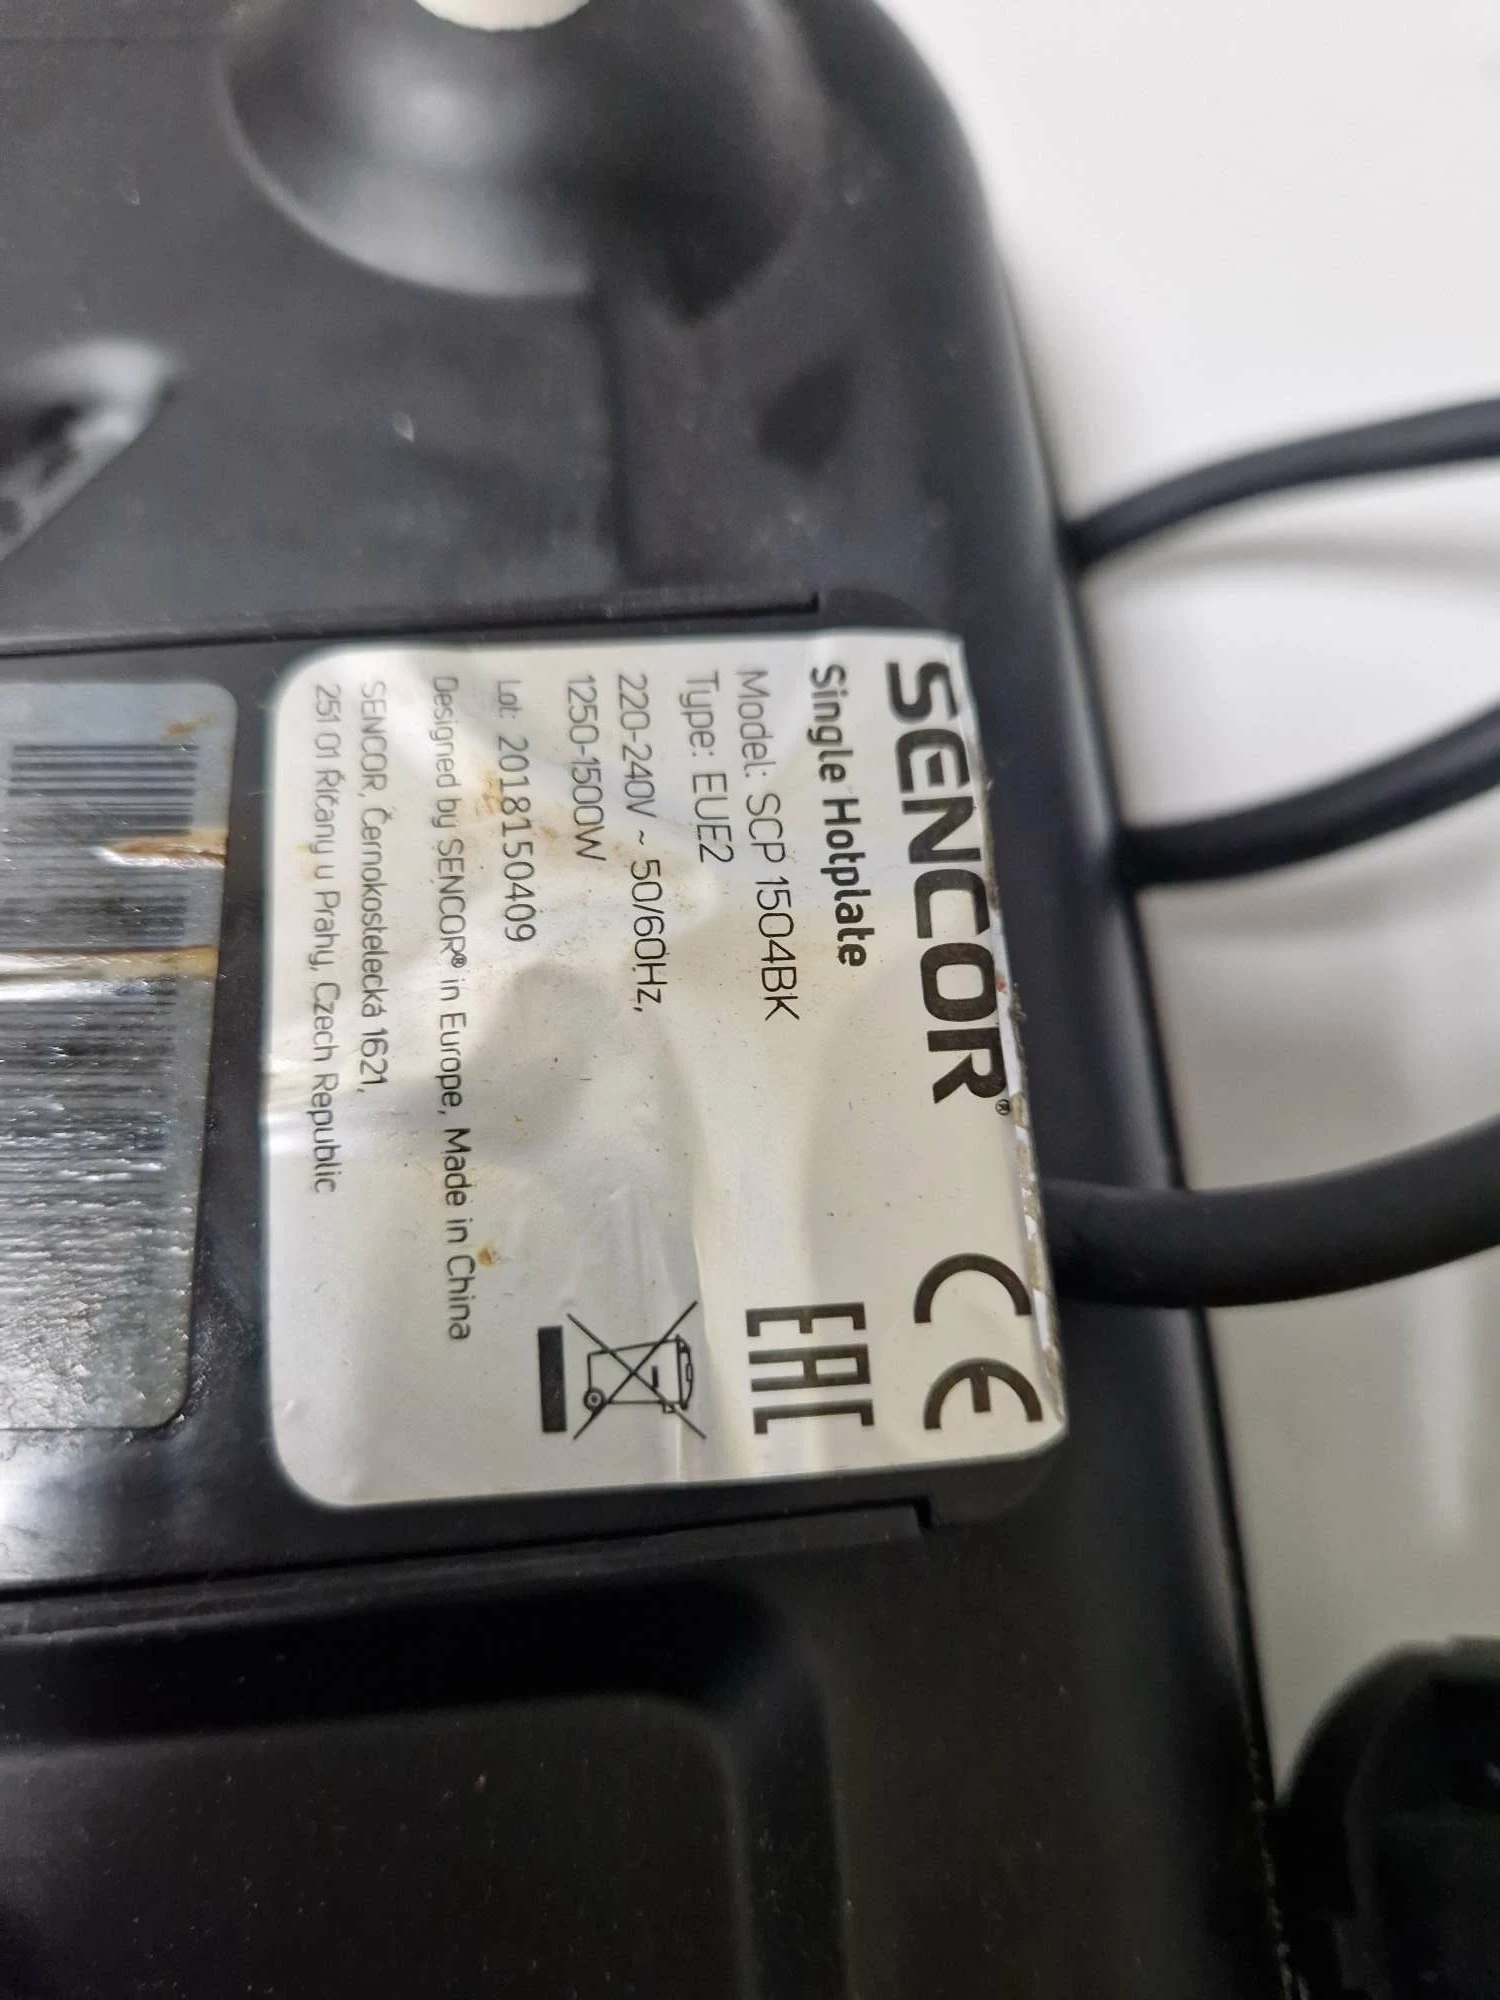 SENCOR®
Single Hotplate
Model: SCP 1504BK
Type: EUE2
220-240V ~ 50/60Hz,
1250-1500W
Lot: 2018150409
Designed by SENCOR® in Europe, Made in China
SENCOR, Černokostelecká 1621,
251 01 Říčany u Prahy, Czech Republic
CE
EAC